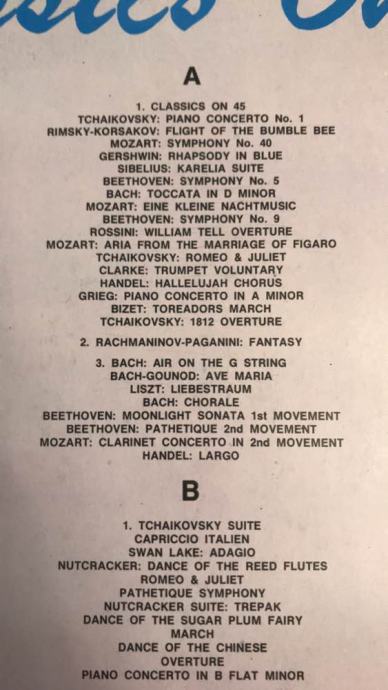 A
1. CLASSICS ON 45
TCHAIKOVSKY: PIANO CONCERTO No. 1
RIMSKY-KORSAKOV: FLIGHT OF THE BUMBLE BEE
MOZART: SYMPHONY No. 40
GERSHWIN: RHAPSODY IN BLUE
SIBELIUS: KARELIA SUITE
BEETHOVEN: SYMPHONY No. 5
BACH: TOCCATA IN D MINOR
MOZART: EINE KLEINE NACHTMUSIC
BEETHOVEN: SYMPHONY No. 9
ROSSINI: WILLIAM TELL OVERTURE
MOZART: ARIA FROM THE MARRIAGE OF FIGARO
TCHAIKOVSKY: ROMEO & JULIET
CLARKE: TRUMPET VOLUNTARY
HANDEL: HALLELUJAH CHORUS
GRIEG: PIANO CONCERTO IN A MINOR
BIZET: TOREADORS MARCH
TCHAIKOVSKY: 1812 OVERTURE
2. RACHMANINOV-PAGANINI: FANTASY
3. BACH: AIR ON THE G STRING
BACH-GOUNOD: AVE MARIA
LISZT: LIEBESTRAUM
BACH: CHORALE
BEETHOVEN: MOONLIGHT SONATA 1st MOVEMENT
BEETHOVEN: PATHETIQUE 2nd MOVEMENT
MOZART: CLARINET CONCERTO IN 2nd MOVEMENT
HANDEL: LARGO
B
1. TCHAIKOVSKY SUITE
CAPRICCIO ITALIEN
SWAN LAKE: ADAGIO
NUTCRACKER: DANCE OF THE REED FLUTES
ROMEO & JULIET
PATHETIQUE SYMPHONY
NUTCRACKER SUITE: TREPAK
DANCE OF THE SUGAR PLUM FAIRY
MARCH
DANCE OF THE CHINESE
OVERTURE
PIANO CONCERTO IN B FLAT MINOR